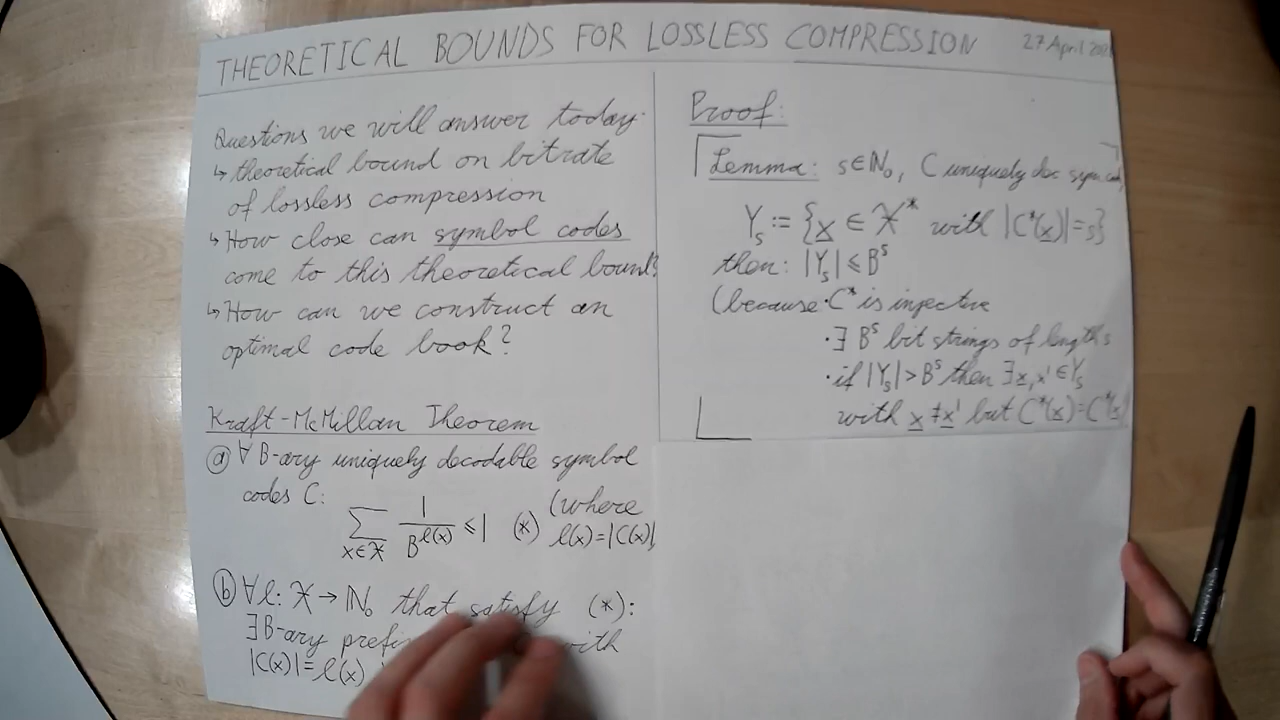 THEORETICAL BOUNDS FOR LOSSLESS COMPRESSION
27 April
Questions we will answer today:
↳ theoretical bound on bitrate
of lossless compression
↳ How close can symbol codes
come to this theoretical bound?
↳ How can we construct an
optimal code book?
Kraft-McMillan Theorem
ⓐ ∀ B-ary uniquely decodable symbol
codes C:
∑_{x∈𝒳} 1/B^{ℓ(x)} ≤ 1 (*) (where
ℓ(x)=|C(x)|
ⓑ ∀ℓ: 𝒳 → ℕ₀ that satisfy (*):
∃ B-ary with
|C(x)| = ℓ(x)
Proof:
Lemma: s∈ℕ₀, C uniquely dec sym.
Yₛ := {x ∈ 𝒳* with |C*(x)|=s}
then: |Yₛ| ≤ Bˢ
(because · C* is injective
· ∃ Bˢ bit strings of length s
· if |Yₛ| > Bˢ then ∃ x, x' ∈ Yₛ
with x ≠ x' but C*(x) = C*(x'